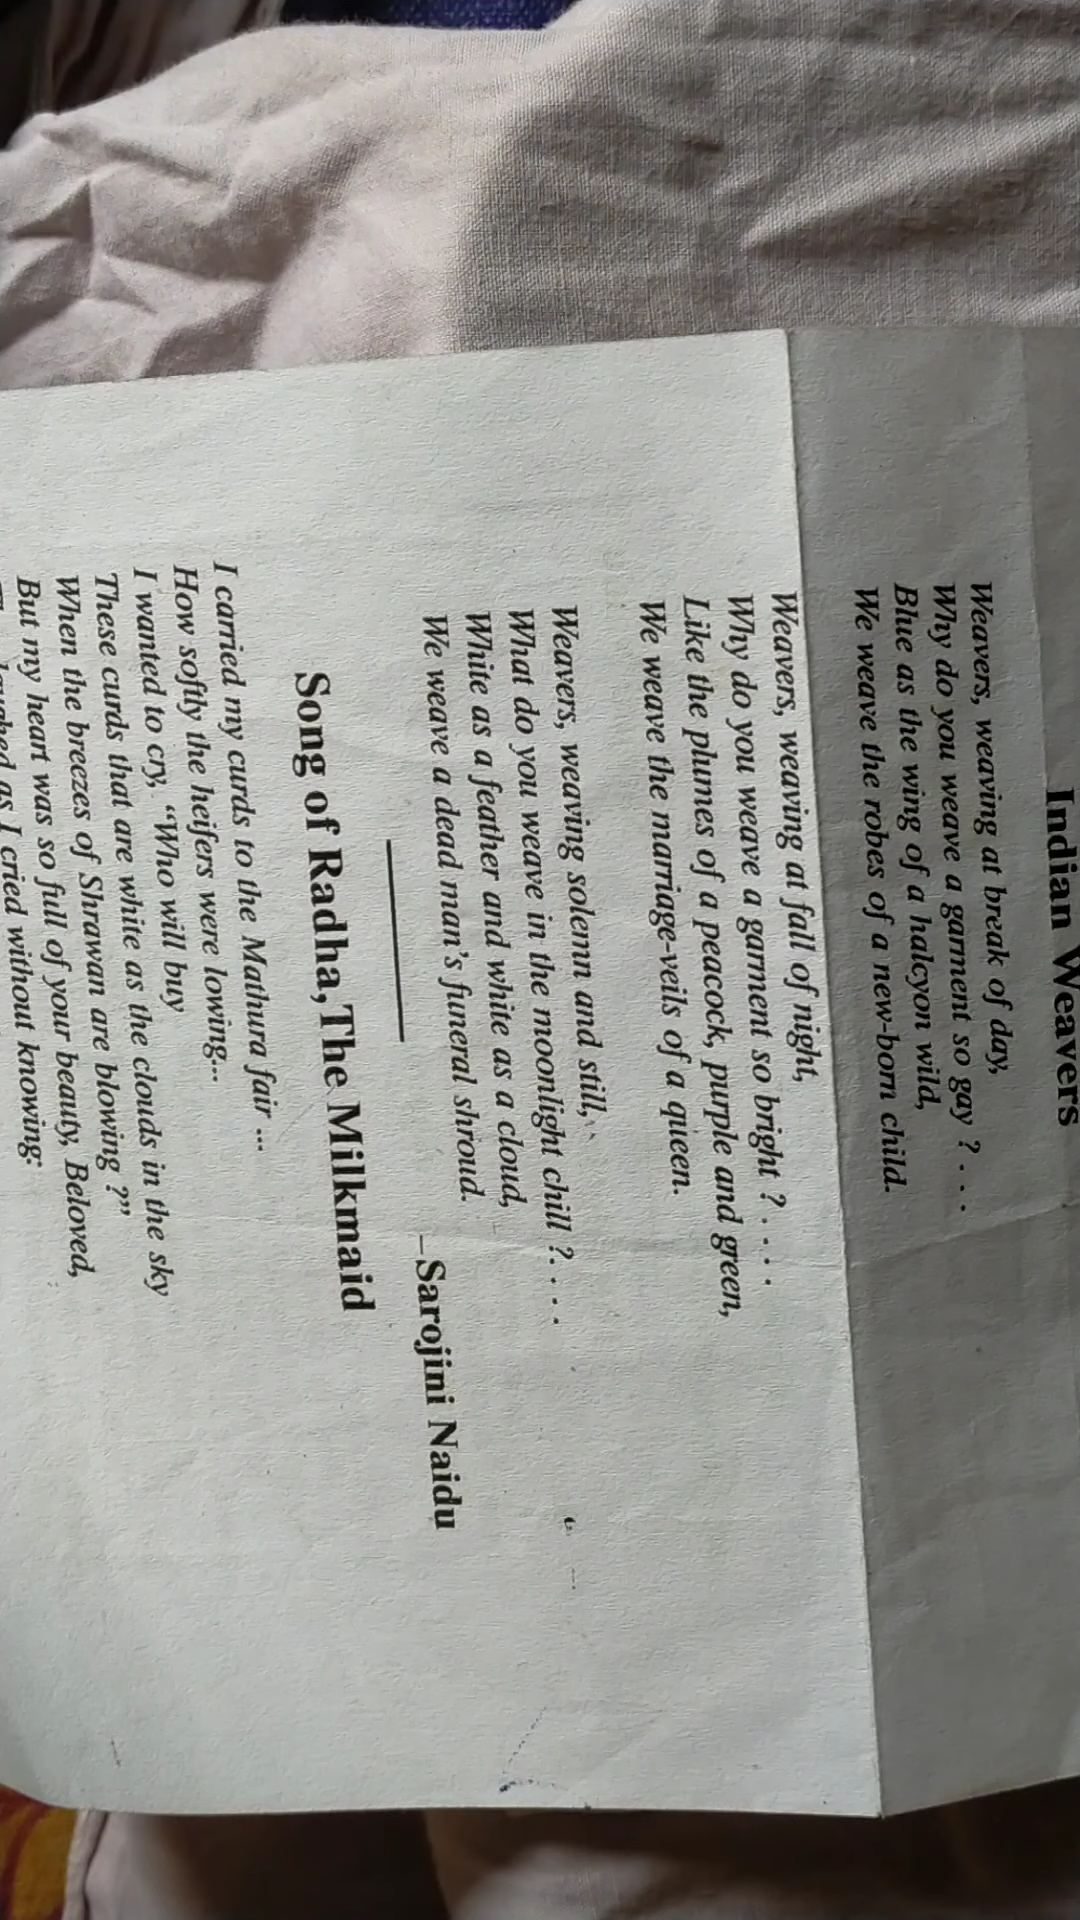 Indian Weavers
Weavers, weaving at break of day,
Why do you weave a garment so gay ? . . .
Blue as the wing of a halcyon wild,
We weave the robes of a new-born child.
Weavers, weaving at fall of night,
Why do you weave a garment so bright ? . . .
Like the plumes of a peacock, purple and green,
We weave the marriage-veils of a queen.
Weavers, weaving solemn and still,
What do you weave in the moonlight chill ?. . . .
White as a feather and white as a cloud,
We weave a dead man's funeral shroud.
–Sarojini Naidu
Song of Radha,The Milkmaid
I carried my curds to the Mathura fair ...
How softly the heifers were lowing...
I wanted to cry, “Who will buy
These curds that are white as the clouds in the sky
When the breezes of Shrawan are blowing ?”
But my heart was so full of your beauty, Beloved,
as I cried without knowing: